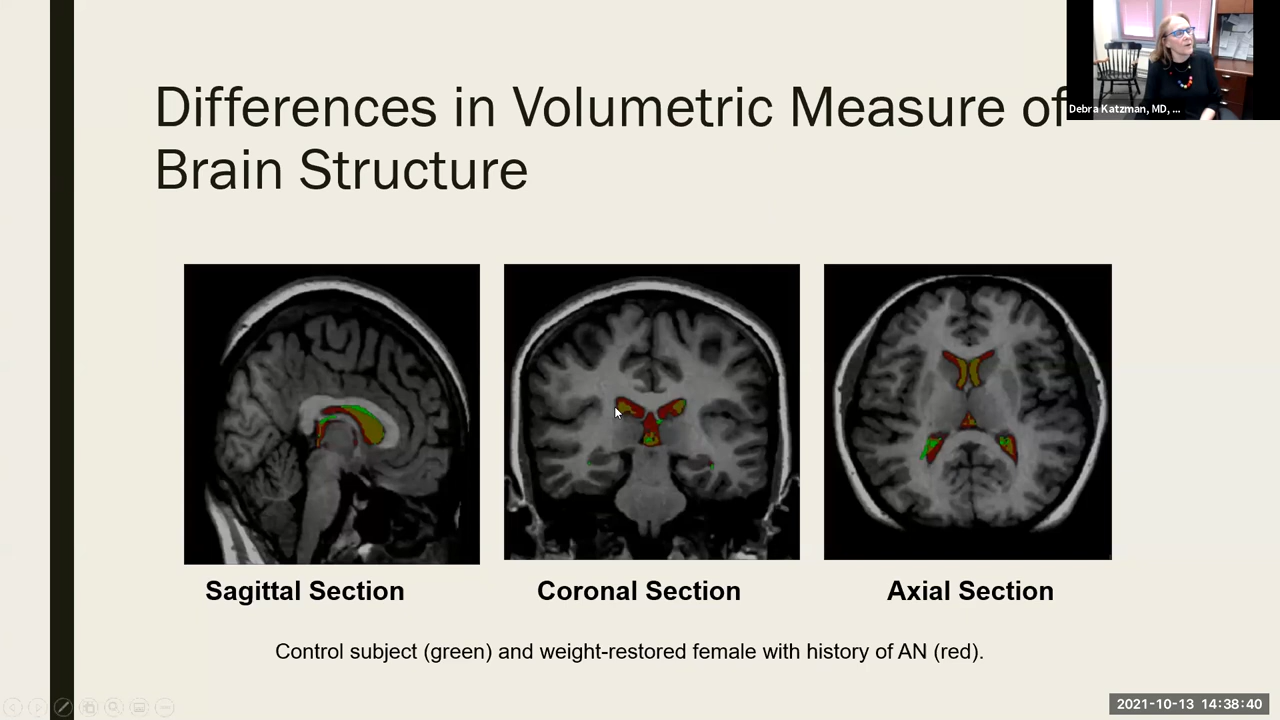 Differences in Volumetric Measure of
Brain Structure
Debra Katzman, MD, ...
Sagittal Section
Coronal Section
Axial Section
Control subject (green) and weight-restored female with history of AN (red).
2021-10-13 14:38:40